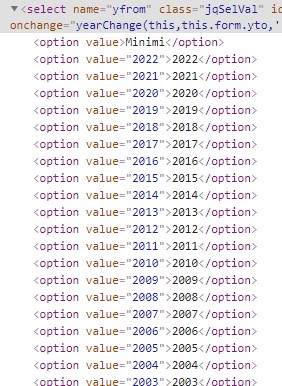 ▼<select name="yfrom" class="jqSelVal" id
onchange="yearChange(this,this.form.yto,'
<option value>Minimi</option>
<option value="2022">2022</option>
<option value="2021">2021</option>
<option value="2020">2020</option>
<option value="2019">2019</option>
<option value="2018">2018</option>
<option value="2017">2017</option>
<option value="2016">2016</option>
<option value="2015">2015</option>
<option value="2014">2014</option>
<option value="2013">2013</option>
<option value="2012">2012</option>
<option value="2011">2011</option>
<option value="2010">2010</option>
<option value="2009">2009</option>
<option value="2008">2008</option>
<option value="2007">2007</option>
<option value="2006">2006</option>
<option value="2005">2005</option>
<option value="2004">2004</option>
<option value="2003">2003</option>